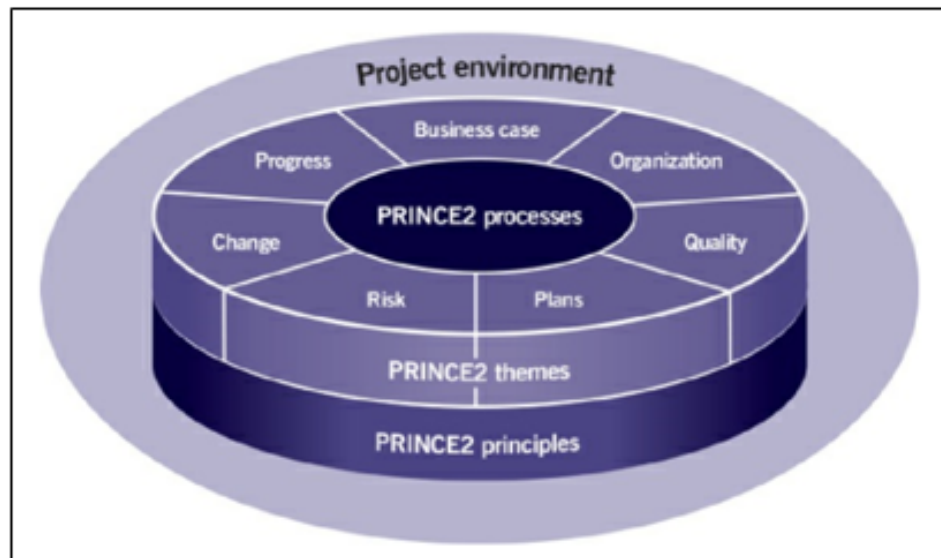 Project environment
Business case
Progress
Organization
PRINCE2 processes
Change
Quality
Risk
Plans
PRINCE2 themes
PRINCE2 principles